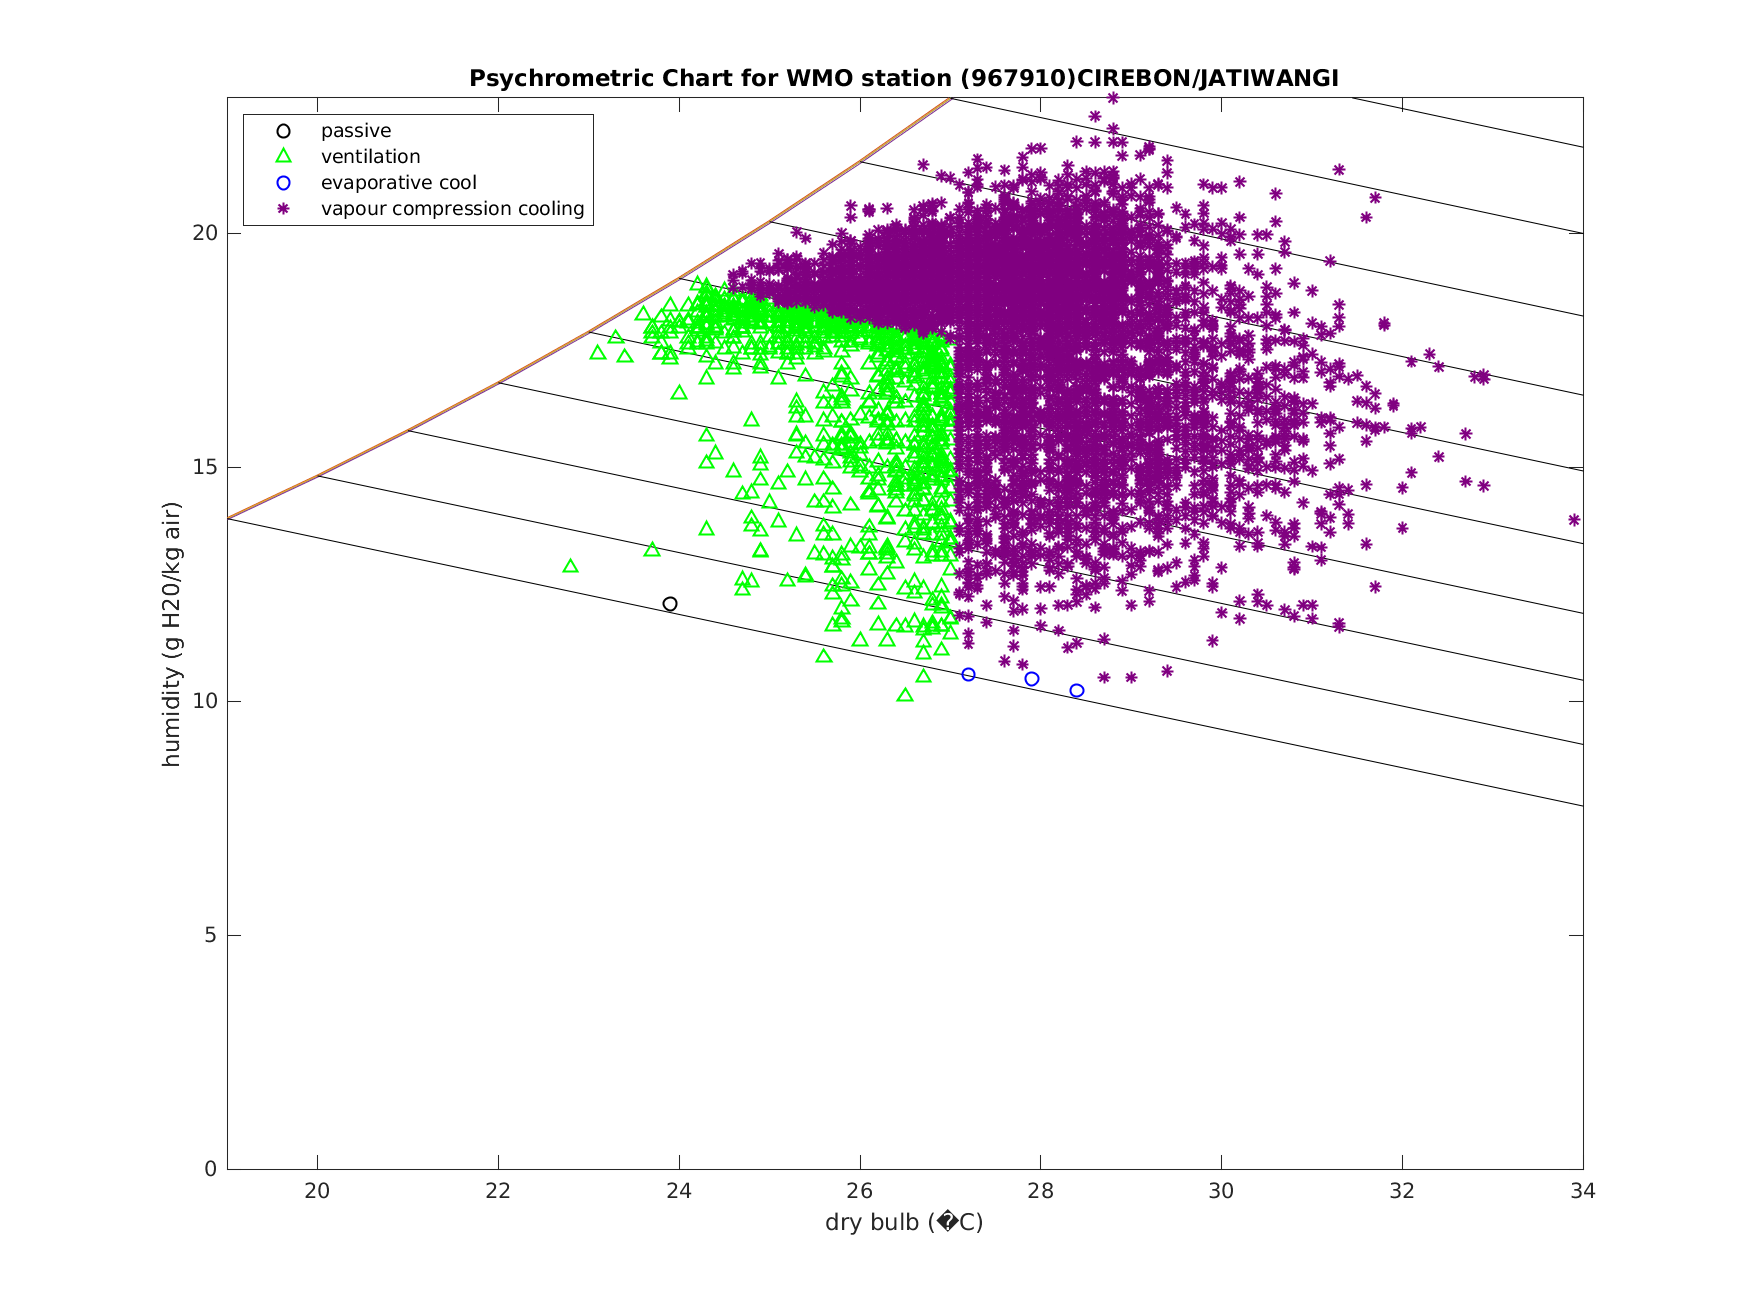 Psychrometric Chart for WMO station (967910)CIREBON/JATIWANGI
passive
ventilation
evaporative cool
vapour compression cooling
humidity (g H20/kg air)
20
15
10
5
0
20 22 24 26 28 30 32 34
dry bulb (�C)